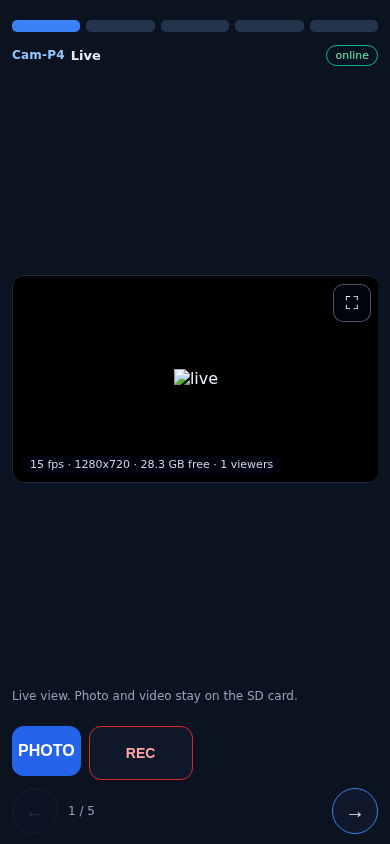 Cam-P4 Live
online
live
15 fps · 1280x720 · 28.3 GB free · 1 viewers
Live view. Photo and video stay on the SD card.
PHOTO
REC
← 1 / 5 →